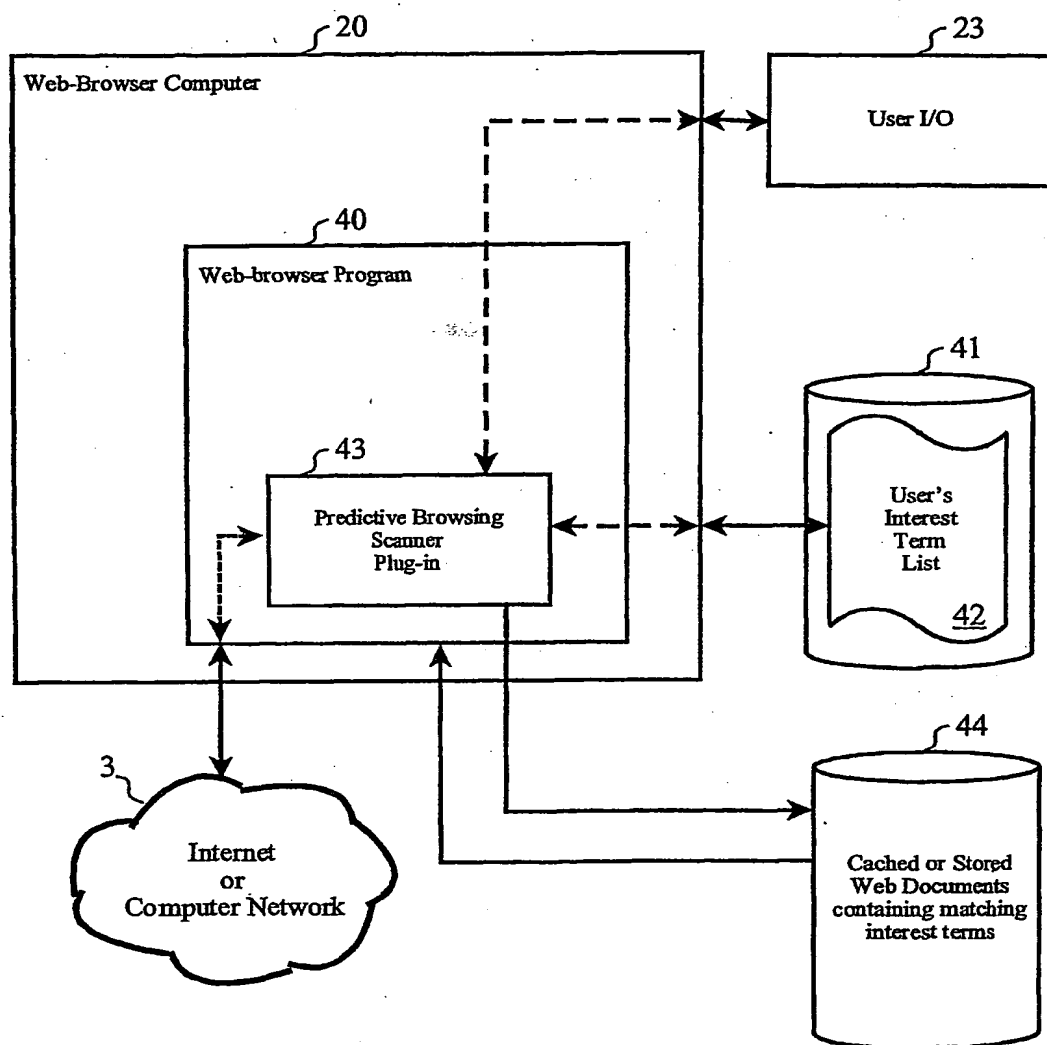 20
23
Web-Browser Computer
User I/O
40
Web-browser Program
41
43
Predictive Browsing
Scanner
Plug-in
User's
Interest
Term
List
42
44
3
Internet
or
Computer Network
Cached or Stored
Web Documents
containing matching
interest terms